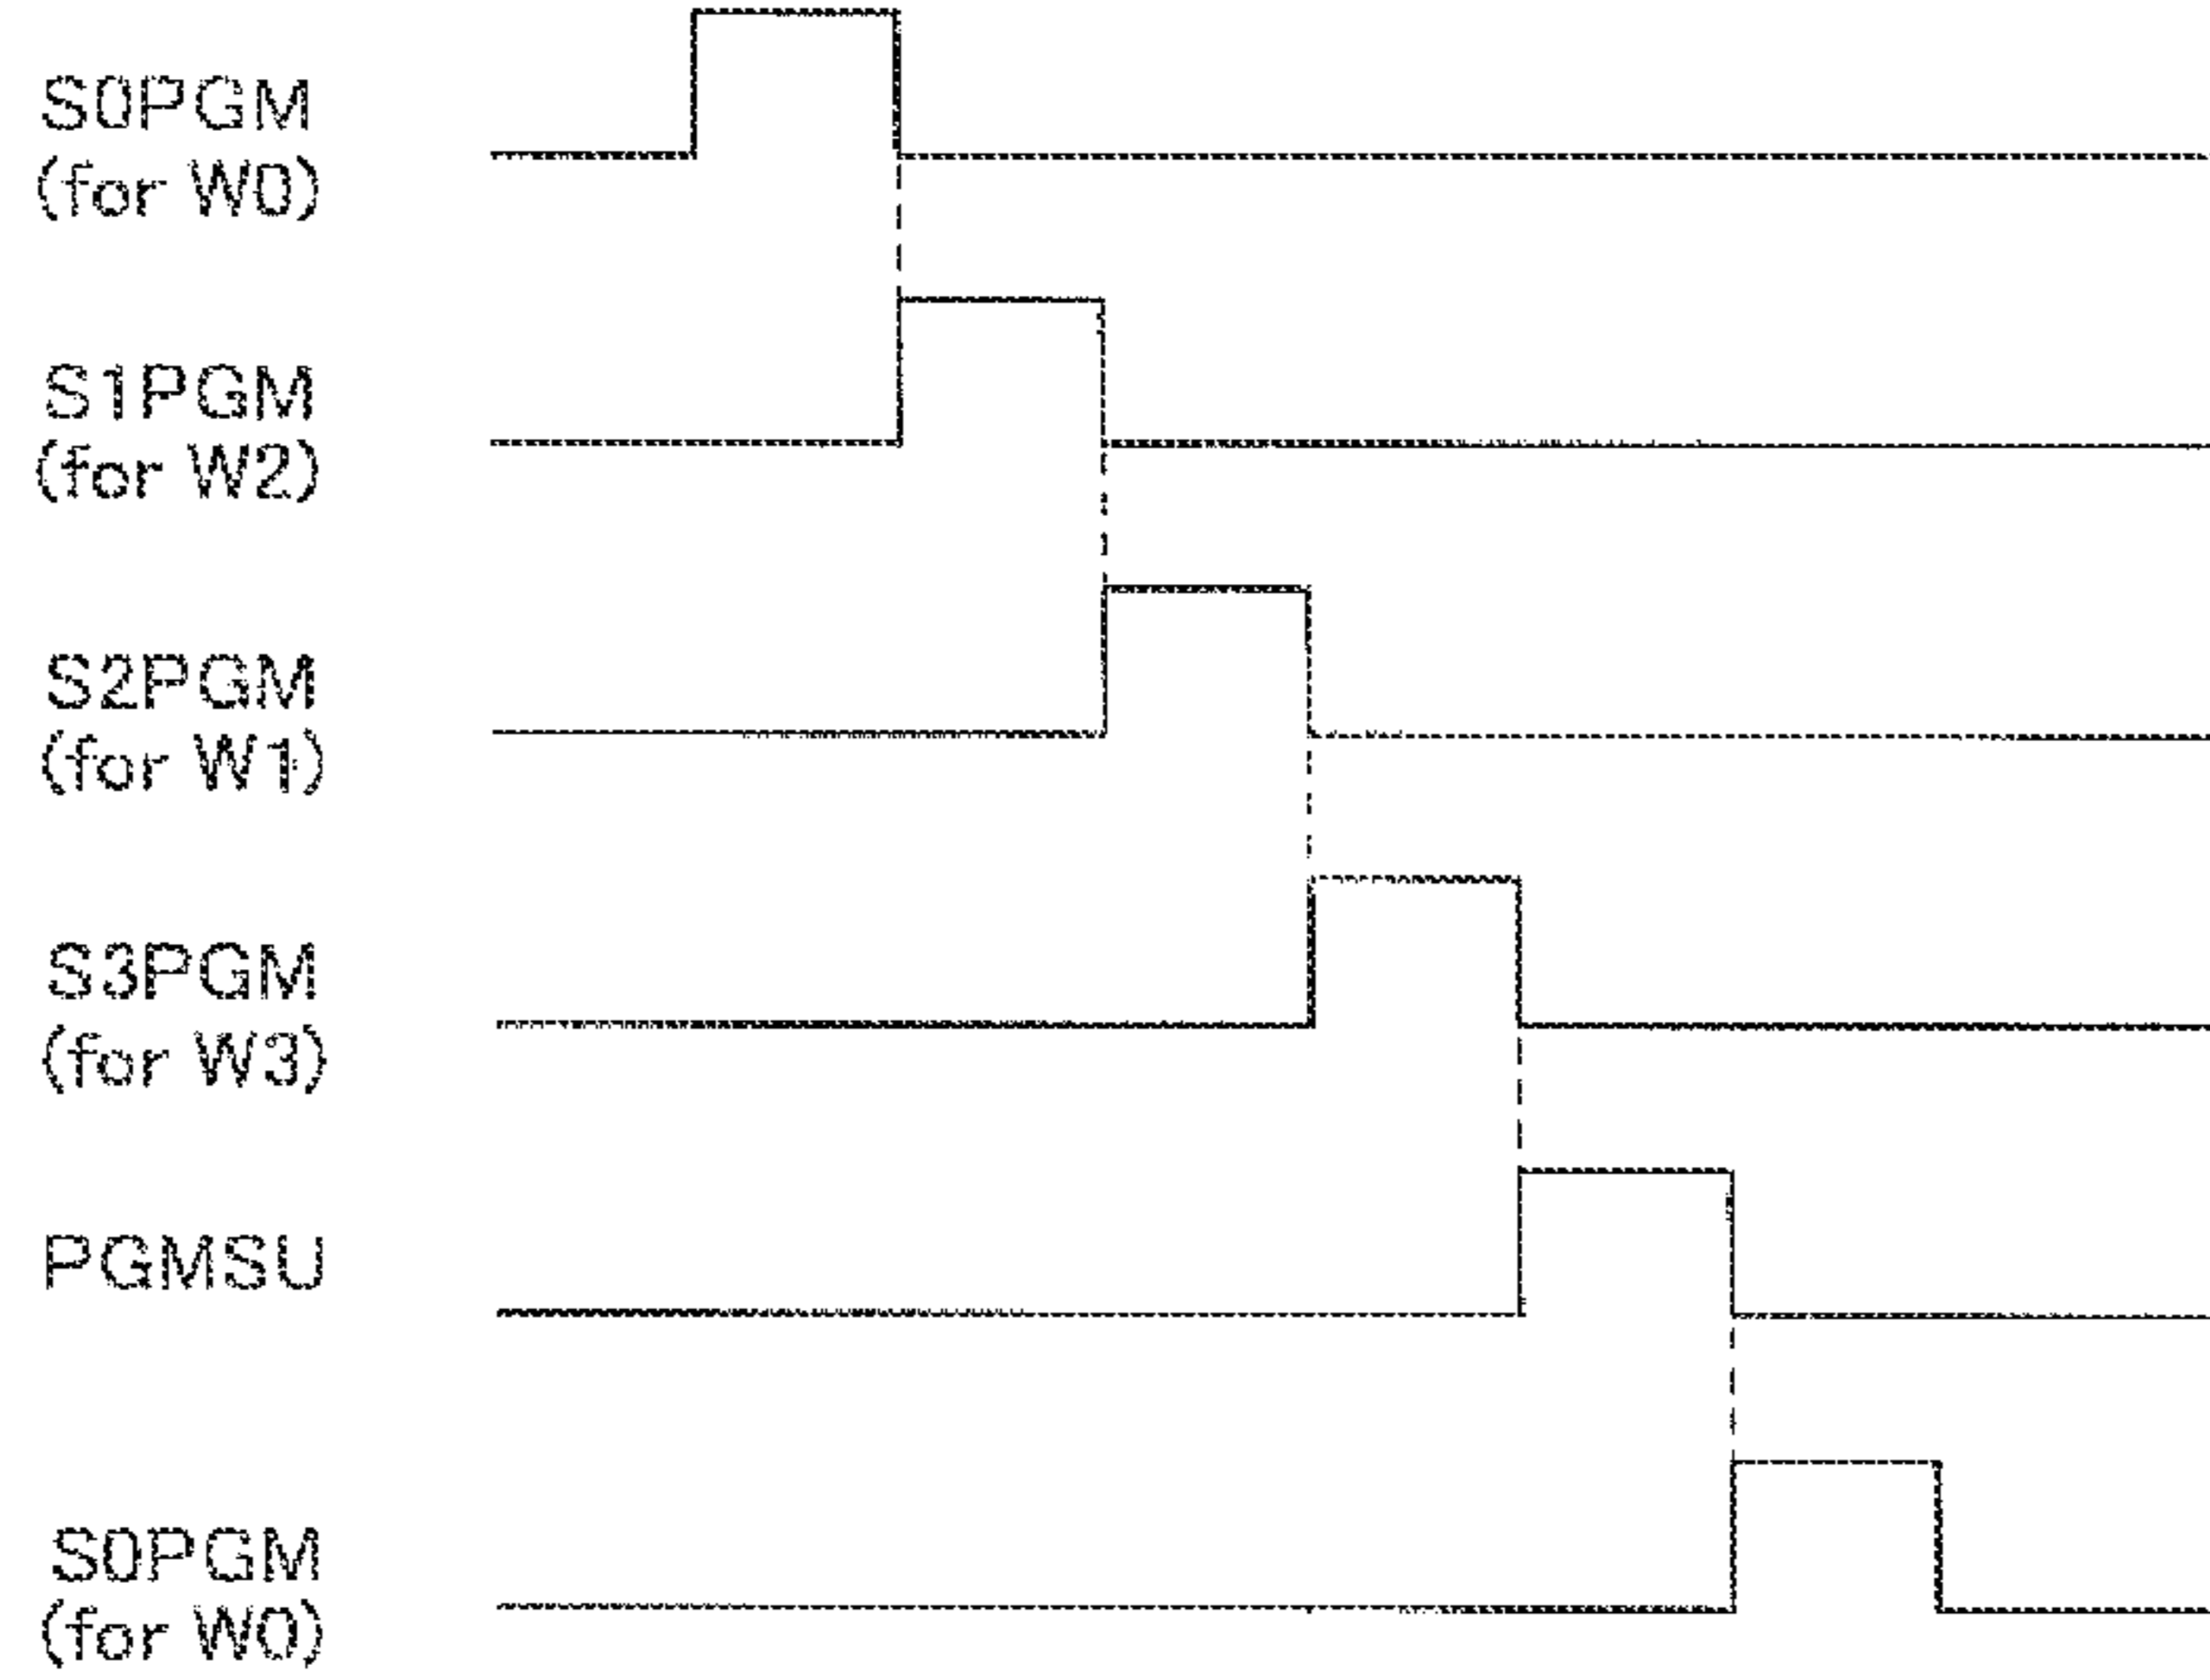 S0PGM
(for W0)
S1PGM
(for W2)
S2PGM
(for W1)
S3PGM
(for W3)
PGMSU
S0PGM
(for W0)